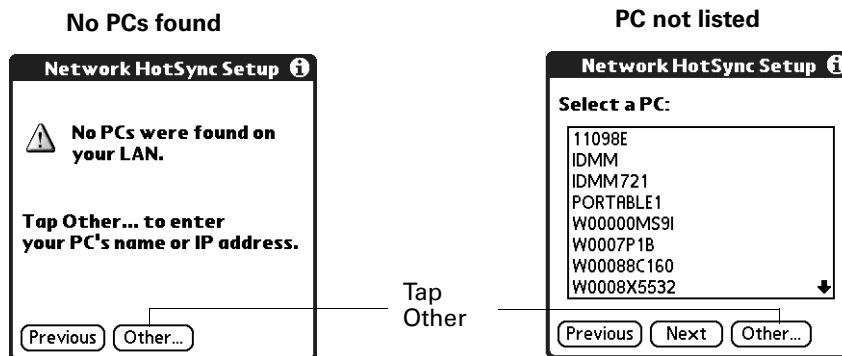 No PCs found
Network HotSync Setup i
No PCs were found on
your LAN.
Tap Other... to enter
your PC's name or IP address.
Previous Other...
Tap
Other
PC not listed
Network HotSync Setup i
Select a PC:
11098E
IDMM
IDMM721
PORTABLE1
W00000MS9I
W0007P1B
W00088C160
W0008X5532
Previous Next Other...